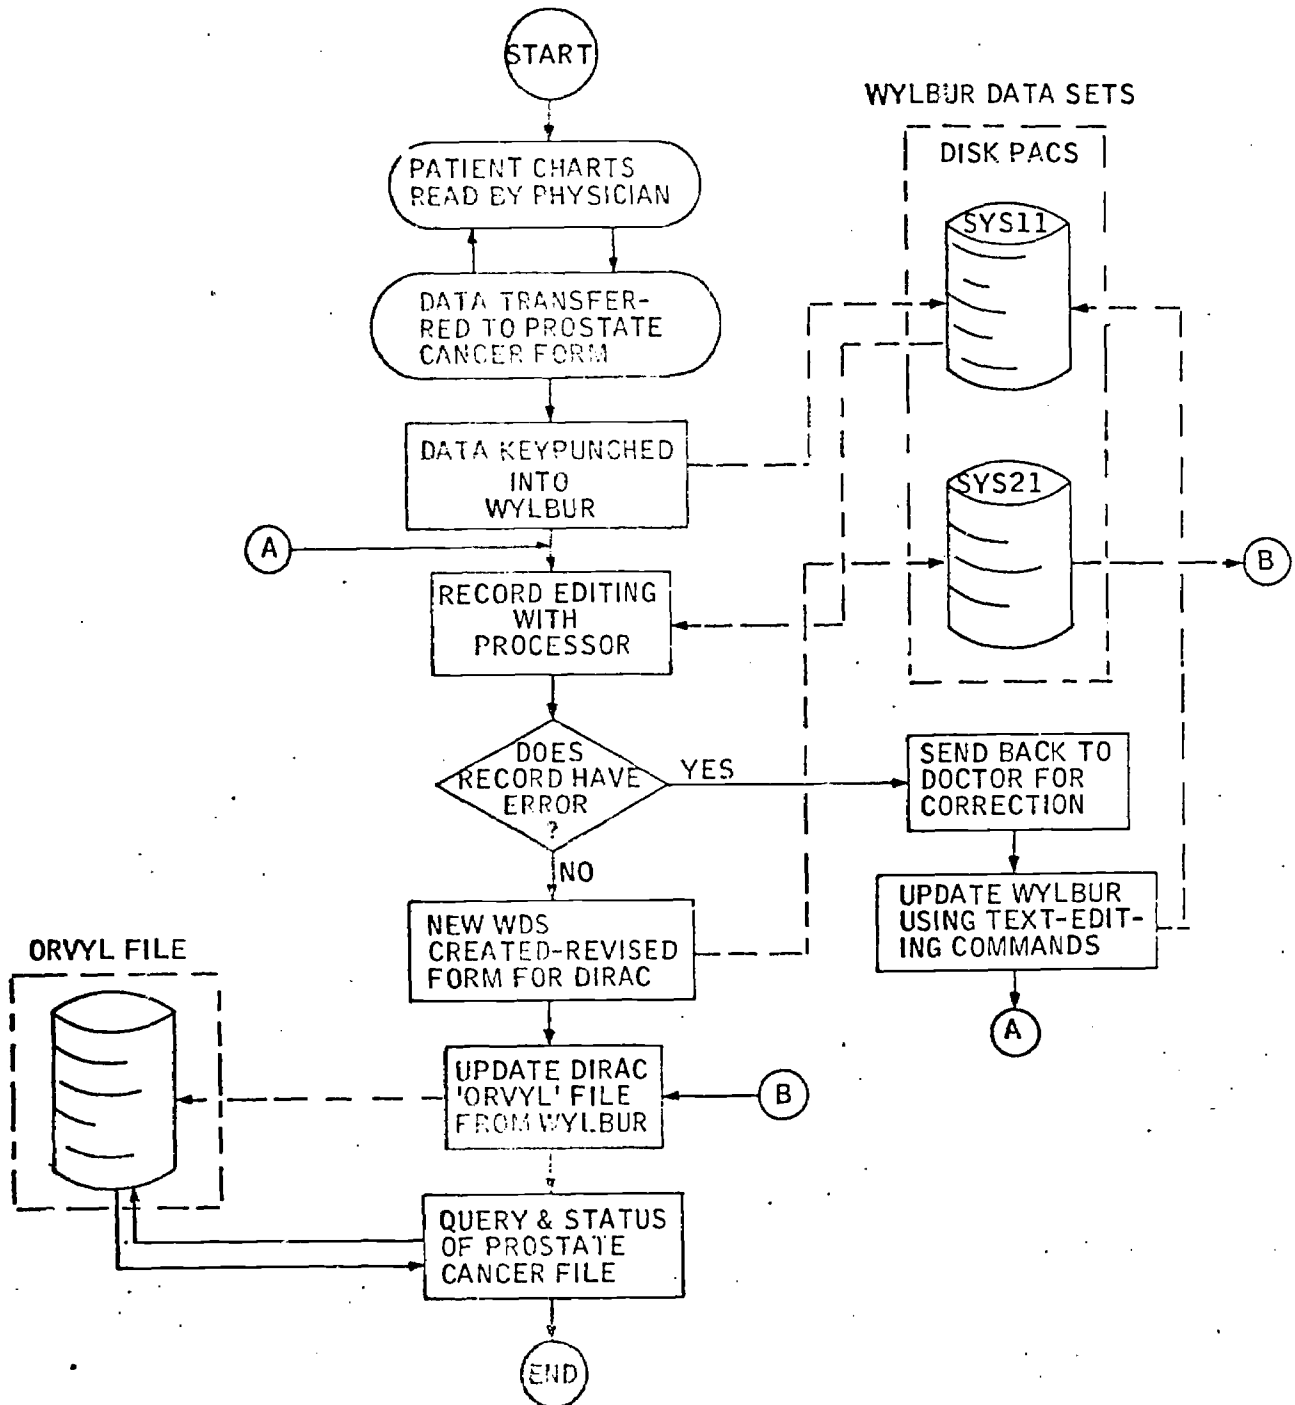 START
WYLBUR DATA SETS
DISK PACS
PATIENT CHARTS
READ BY PHYSICIAN
SYS11
DATA TRANSFER-
RED TO PROSTATE
CANCER FORM
DATA KEYPUNCHED
INTO
WYLBUR
SYS21
A
B
RECORD EDITING
WITH
PROCESSOR
DOES
RECORD HAVE
ERROR
?
YES
SEND BACK TO
DOCTOR FOR
CORRECTION
NO
UPDATE WYLBUR
USING TEXT-EDIT-
ING COMMANDS
NEW WDS
CREATED-REVISED
FORM FOR DIRAC
ORVYL FILE
A
UPDATE DIRAC
'ORVYL' FILE
FROM WYLBUR
B
QUERY & STATUS
OF PROSTATE
CANCER FILE
END